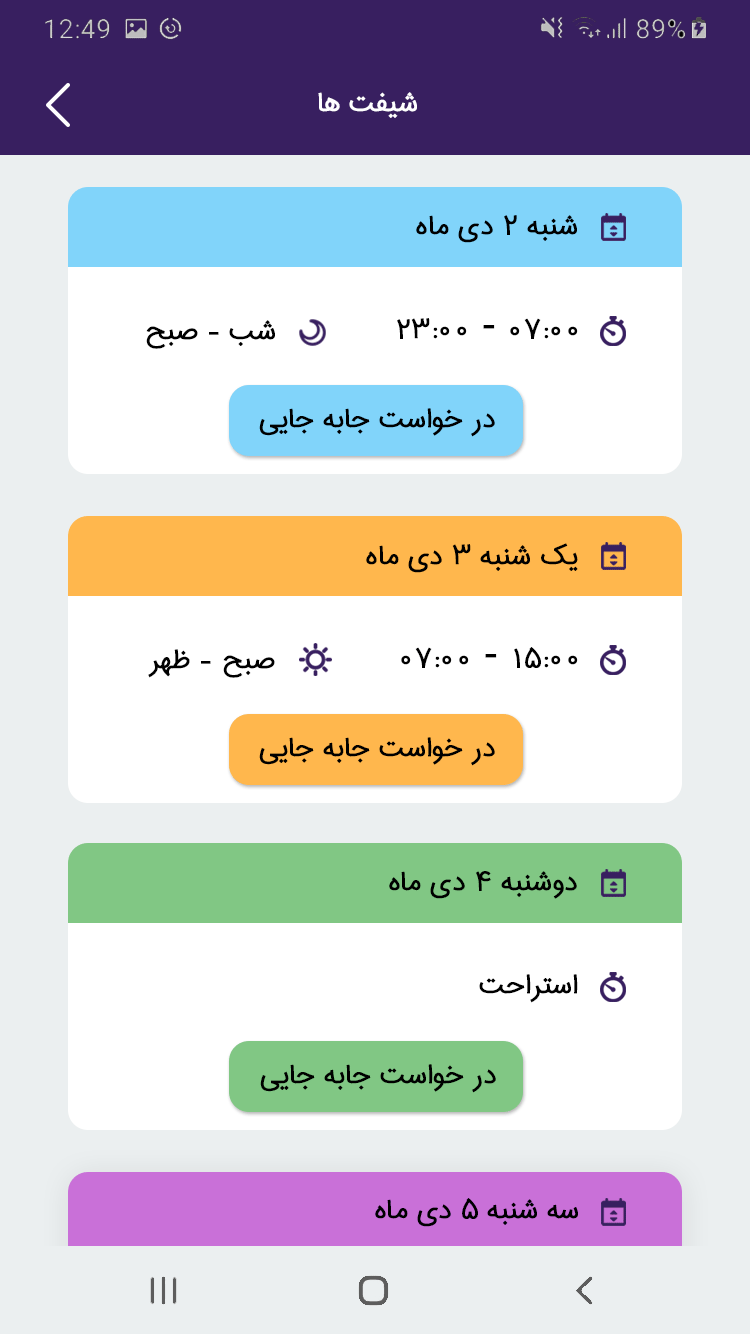 12:49 89%
شیفت ها
شنبه ۲ دی ماه
۲۳:۰۰ - ۰۷:۰۰ شب - صبح
در خواست جابه جایی
یک شنبه ۳ دی ماه
۰۷:۰۰ - ۱۵:۰۰ صبح - ظهر
در خواست جابه جایی
دوشنبه ۴ دی ماه
استراحت
در خواست جابه جایی
سه شنبه ۵ دی ماه